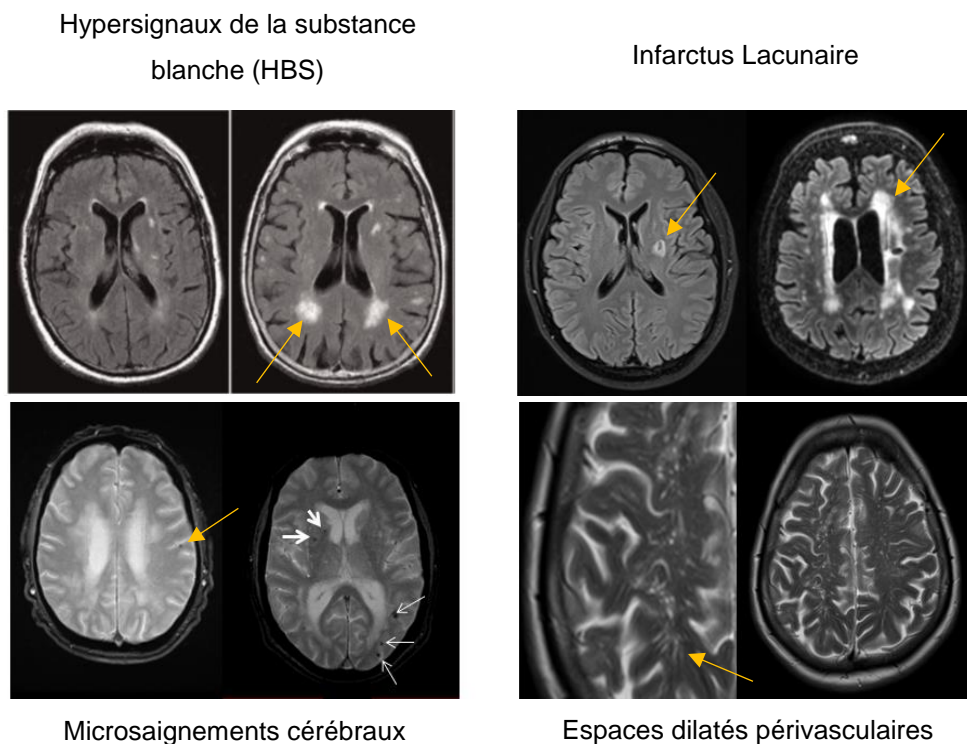 Hypersignaux de la substance
blanche (HBS)
Infarctus Lacunaire
Microsaignements cérébraux
Espaces dilatés périvasculaires